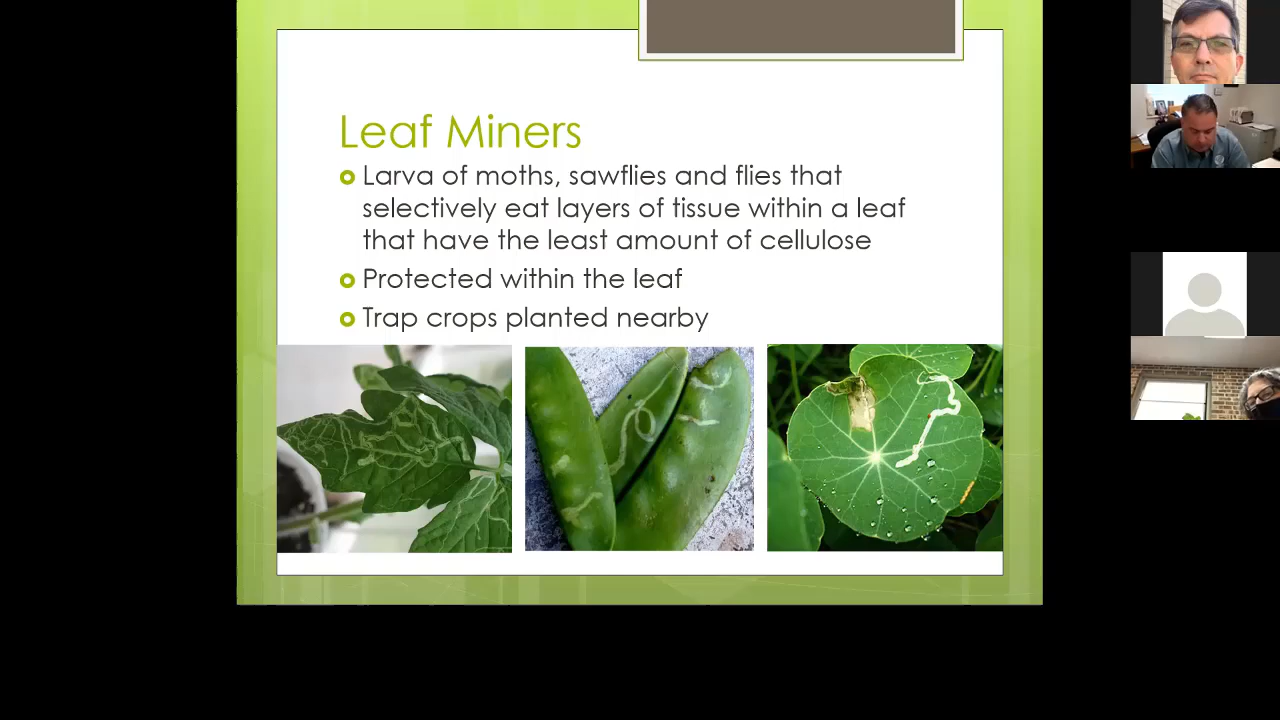 Leaf Miners
Larva of moths, sawflies and flies that
selectively eat layers of tissue within a leaf
that have the least amount of cellulose
Protected within the leaf
Trap crops planted nearby